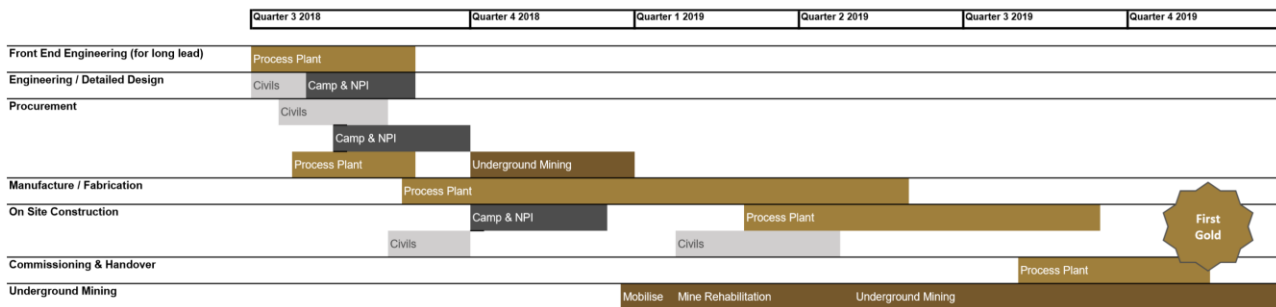 Quarter 3 2018 Quarter 4 2018 Quarter 1 2019 Quarter 2 2019 Quarter 3 2019 Quarter 4 2019
Front End Engineering (for long lead)
Process Plant
Engineering / Detailed Design
Civils Camp & NPI
Procurement
Civils
Camp & NPI
Process Plant Underground Mining
Manufacture / Fabrication
Process Plant
On Site Construction
Camp & NPI Process Plant
Civils Civils
First
Gold
Commissioning & Handover
Process Plant
Underground Mining
Mobilise Mine Rehabilitation Underground Mining